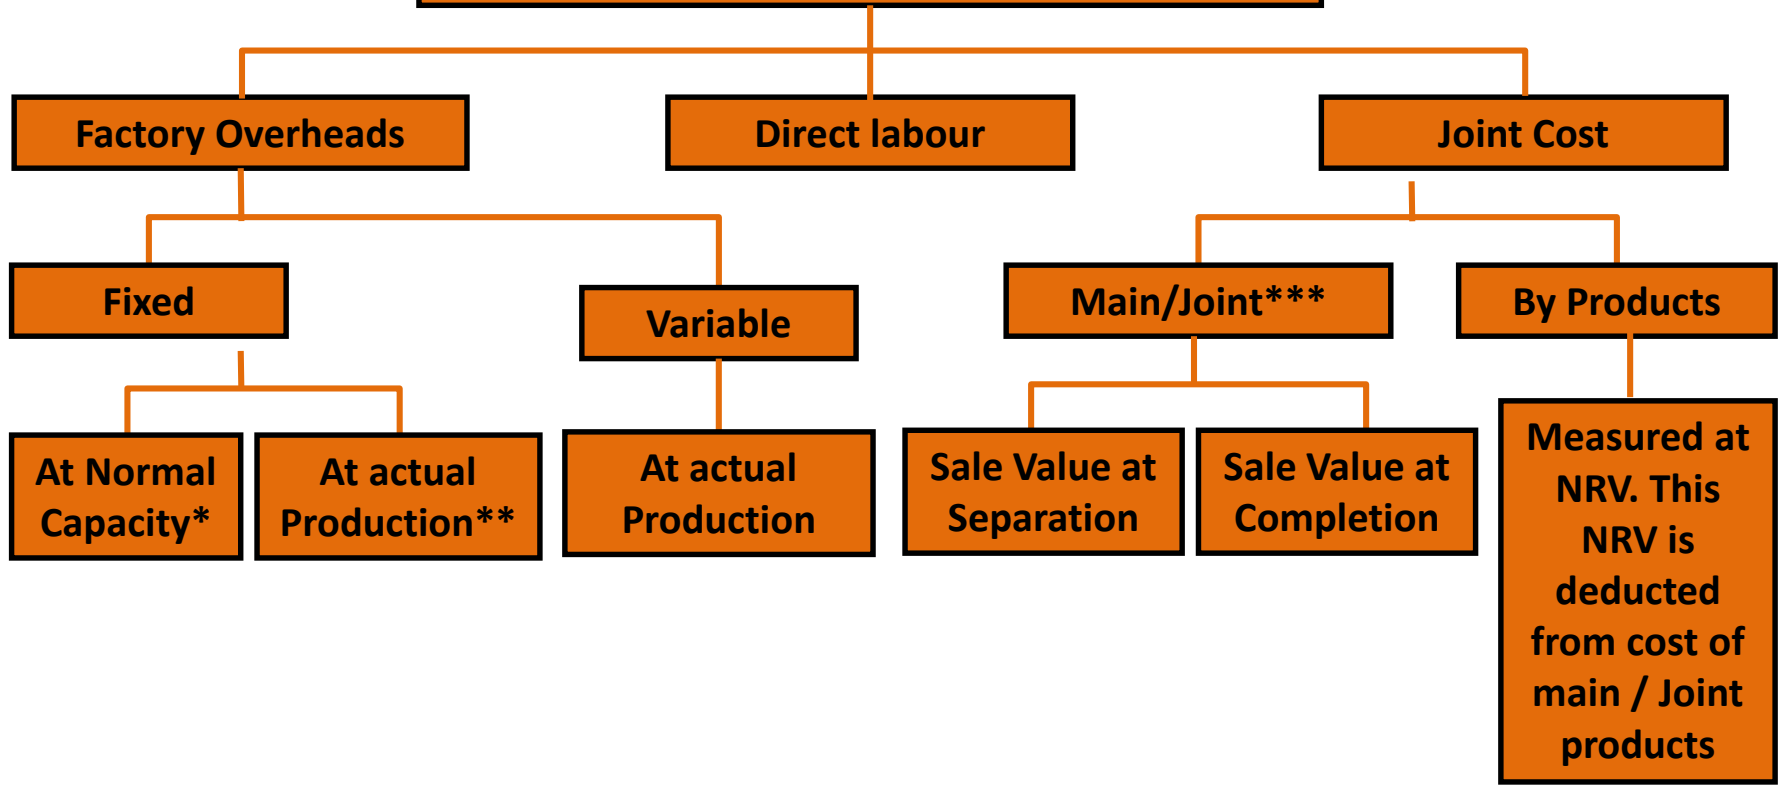 Factory Overheads
Direct labour
Joint Cost
Fixed
Variable
Main/Joint***
By Products
At Normal
Capacity*
At actual
Production**
At actual
Production
Sale Value at
Separation
Sale Value at
Completion
Measured at
NRV. This
NRV is
deducted
from cost of
main / Joint
products